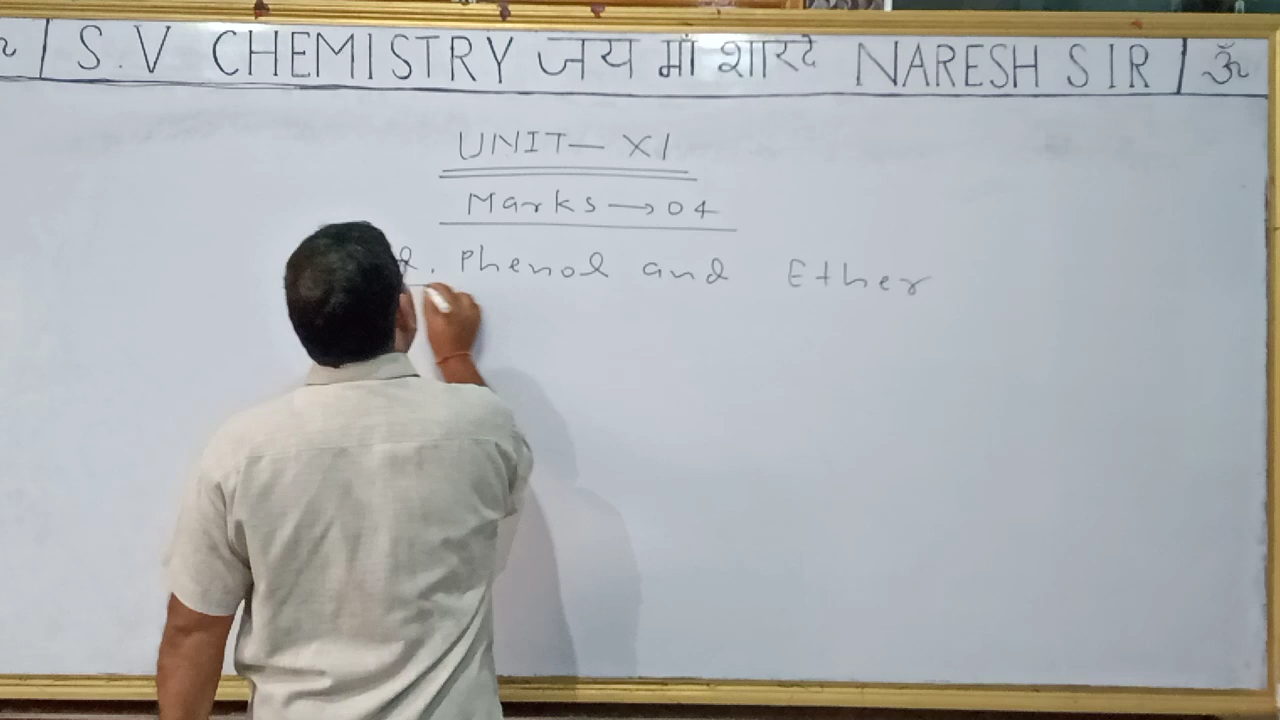 S.V CHEMISTRY जय माँ शारदे NARESH SIR ॐ
UNIT — XI
Marks → 04
Phenol and Ether